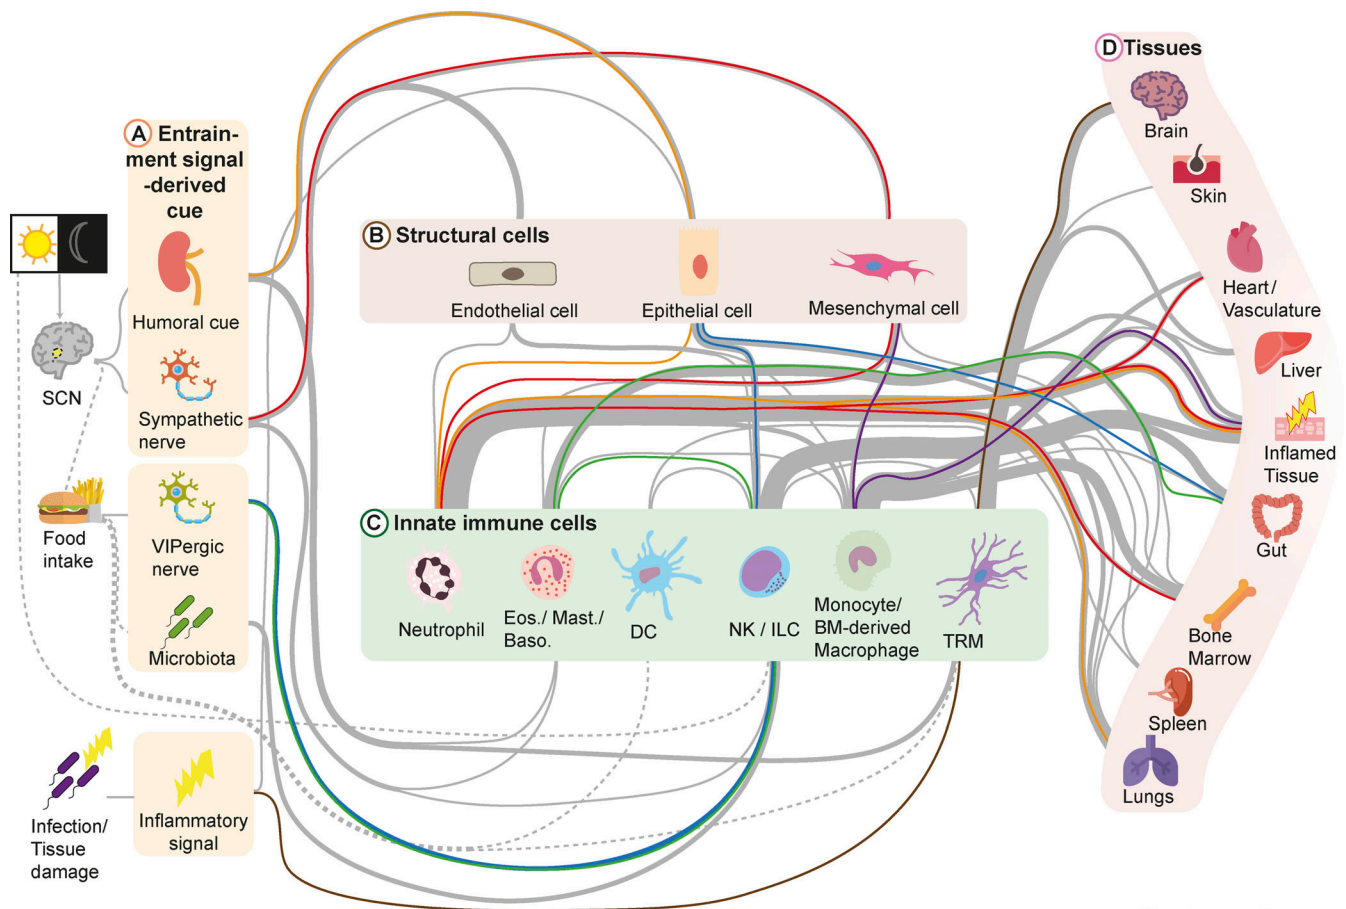 A Entrain-
ment signal
-derived
cue
Humoral cue
Sympathetic
nerve
SCN
Food
intake
VIPergic
nerve
Microbiota
Infection/
Tissue
damage
Inflammatory
signal
B Structural cells
Endothelial cell
Epithelial cell
Mesenchymal cell
C Innate immune cells
Neutrophil
Eos./ Mast./
Baso.
DC
NK / ILC
Monocyte/
BM-derived
Macrophage
TRM
D Tissues
Brain
Skin
Heart/
Vasculature
Liver
Inflamed
Tissue
Gut
Bone
Marrow
Spleen
Lungs